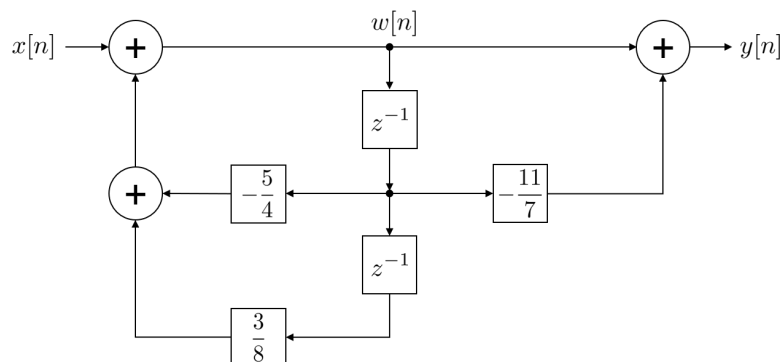 w[n]
x[n] + + y[n]
z⁻¹
+ −5/4 −11/7
z⁻¹
3/8